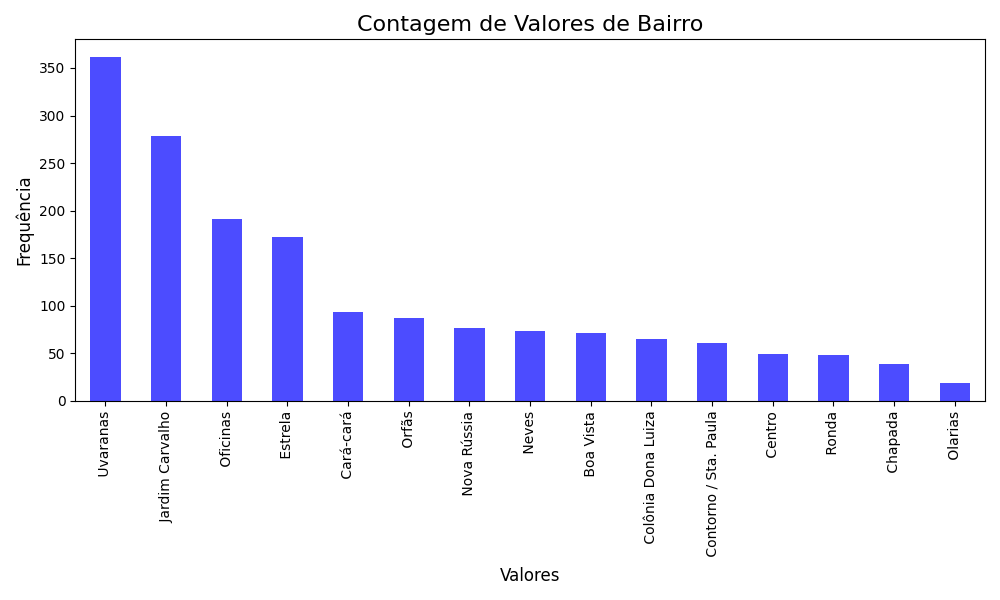 Contagem de Valores de Bairro
Frequência
350
300
250
200
150
100
50
0
Uvaranas
Jardim Carvalho
Oficinas
Estrela
Cará-cará
Orfãs
Nova Rússia
Neves
Boa Vista
Colônia Dona Luiza
Contorno / Sta. Paula
Centro
Ronda
Chapada
Olarias
Valores